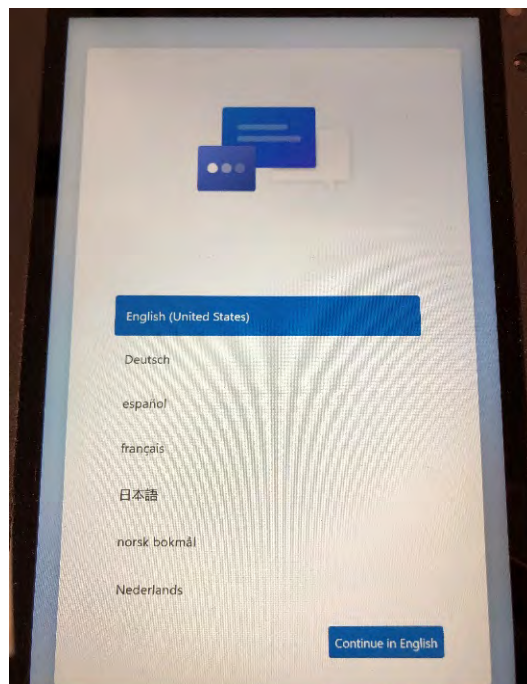 English (United States)
Deutsch
español
français
日本語
norsk bokmål
Nederlands
Continue in English